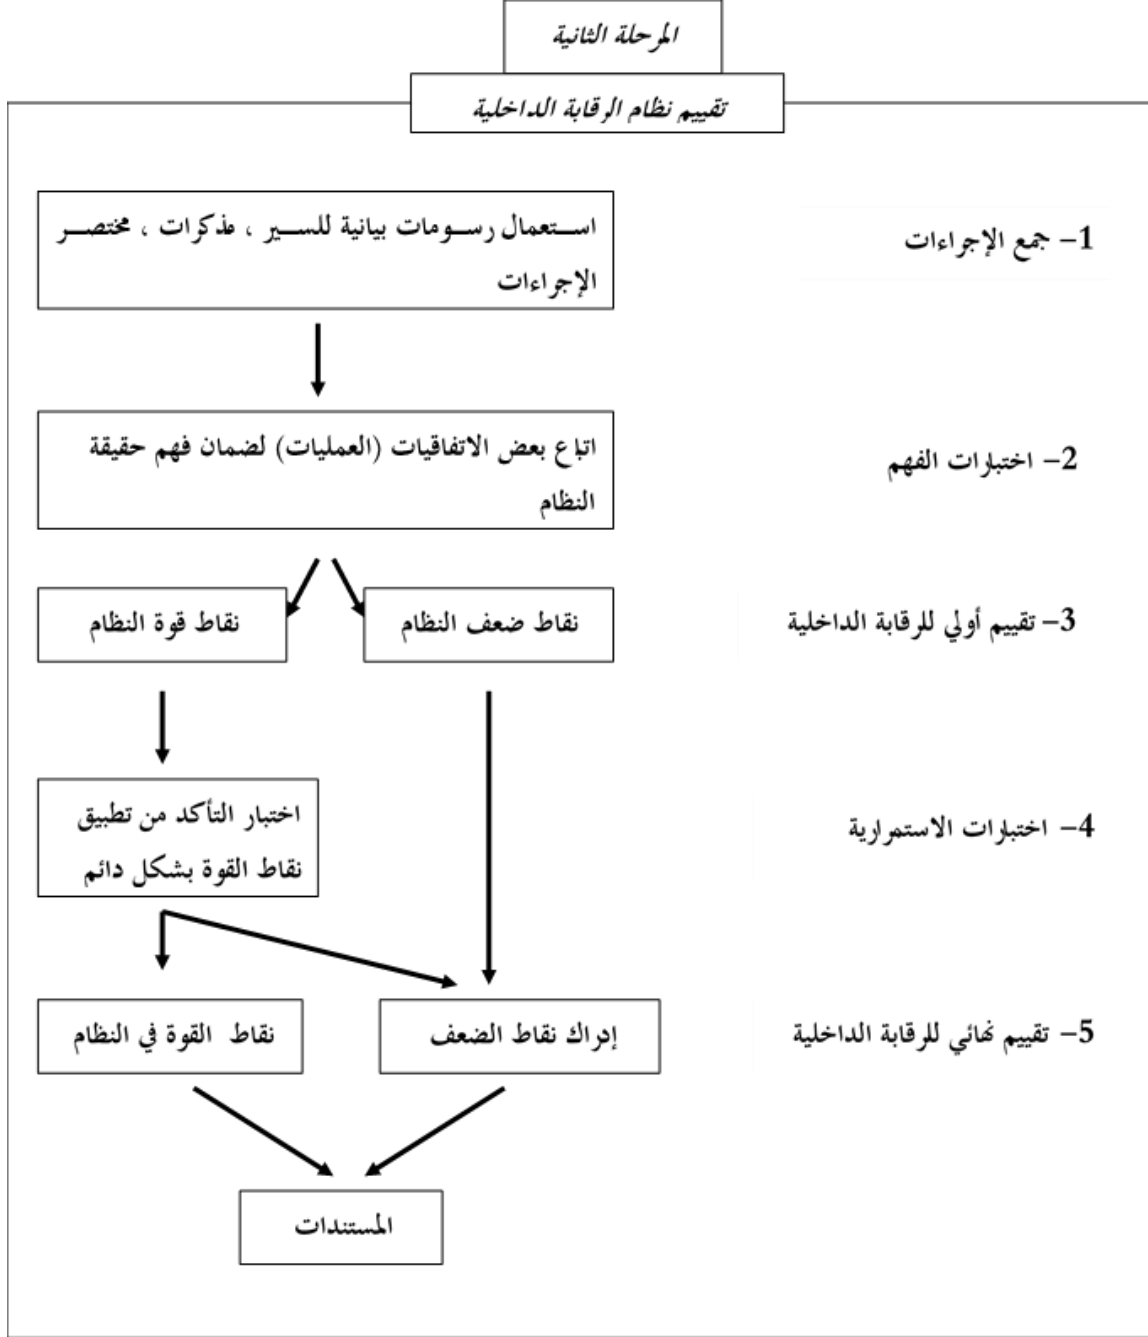 المرحلة الثانية
تقييم نظام الرقابة الداخلية
1- جمع الإجراءات
استعمال رسومات بيانية للسير ، مذكرات ، مختصر
الإجراءات
2- اختبارات الفهم
اتباع بعض الاتفاقيات (العمليات) لضمان فهم حقيقة
النظام
3- تقييم أولي للرقابة الداخلية
نقاط ضعف النظام
نقاط قوة النظام
4- اختبارات الاستمرارية
اختبار التأكد من تطبيق
نقاط القوة بشكل دائم
5- تقييم نهائي للرقابة الداخلية
إدراك نقاط الضعف
نقاط القوة في النظام
المستندات